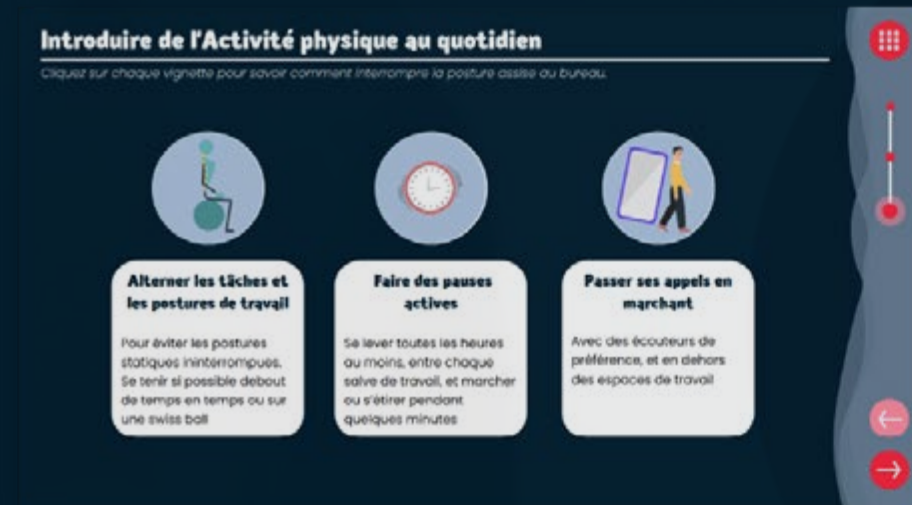 Introduire de l'Activité physique au quotidien
Cliquez sur chaque vignette pour savoir comment interrompre la posture assise au bureau.
Alterner les tâches et
les postures de travail
Pour éviter les postures
statiques ininterrompues.
Se tenir si possible debout
de temps en temps ou sur
une swiss ball
Faire des pauses
actives
Se lever toutes les heures
au moins, entre chaque
salve de travail, et marcher
ou s'étirer pendant
quelques minutes
Passer ses appels en
marchant
Avec des écouteurs de
préférence, et en dehors
des espaces de travail